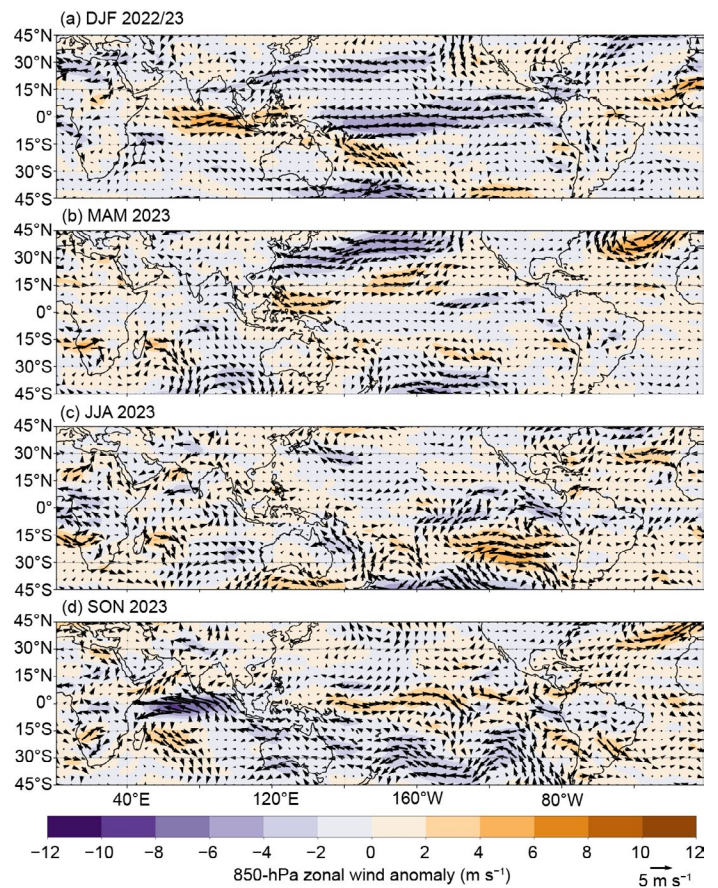 (a) DJF 2022/23
45°N
30°N
15°N
0°
15°S
30°S
45°S
(b) MAM 2023
45°N
30°N
15°N
0°
15°S
30°S
45°S
(c) JJA 2023
45°N
30°N
15°N
0°
15°S
30°S
45°S
(d) SON 2023
45°N
30°N
15°N
0°
15°S
30°S
45°S
40°E 120°E 160°W 80°W
−12 −10 −8 −6 −4 −2 0 2 4 6 8 10 12
850-hPa zonal wind anomaly (m s⁻¹)
5 m s⁻¹